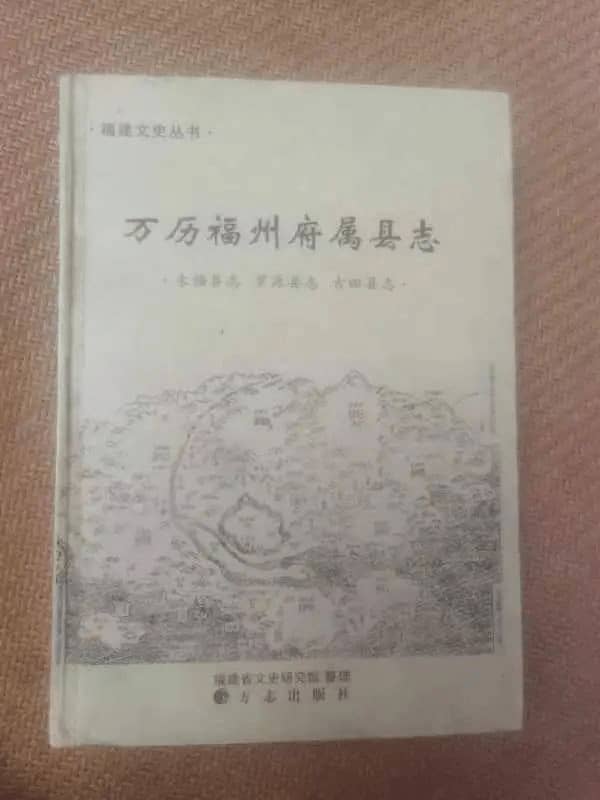 ·福建文史丛书·
万历福州府属县志
·永福县志 罗源县志 古田县志·
福建省文史研究馆 整理
方志出版社